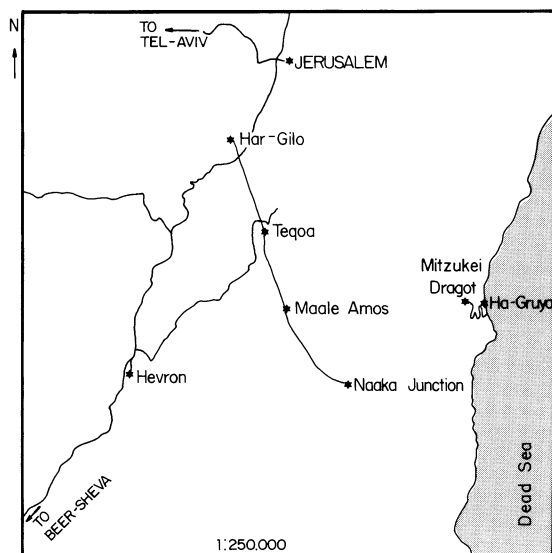 N
TO
TEL-AVIV
JERUSALEM
Har-Gilo
Teqoa
Mitzukei
Dragot
Ha-Gruya
Maale Amos
Hevron
Naaka Junction
Dead Sea
TO
BEER-SHEVA
1:250,000